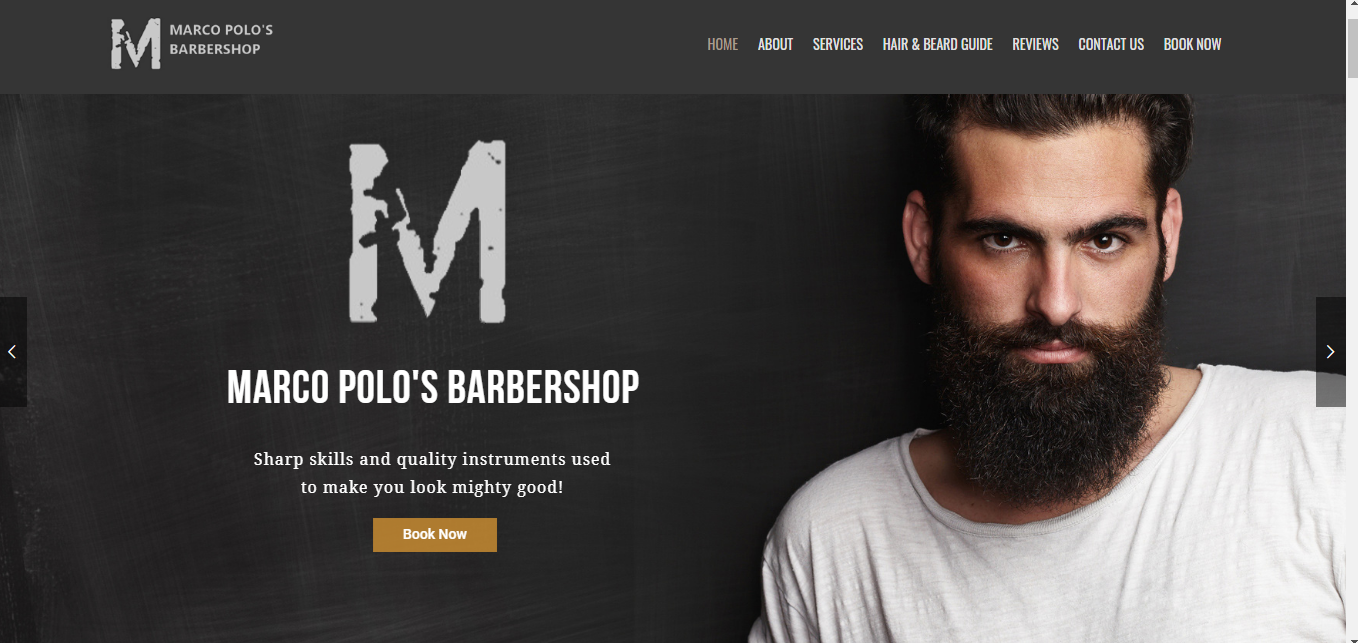 M
MARCO POLO'S
BARBERSHOP
HOME
ABOUT
SERVICES
HAIR & BEARD GUIDE
REVIEWS
CONTACT US
BOOK NOW
M
MARCO POLO'S BARBERSHOP
Sharp skills and quality instruments used
to make you look mighty good!
Book Now